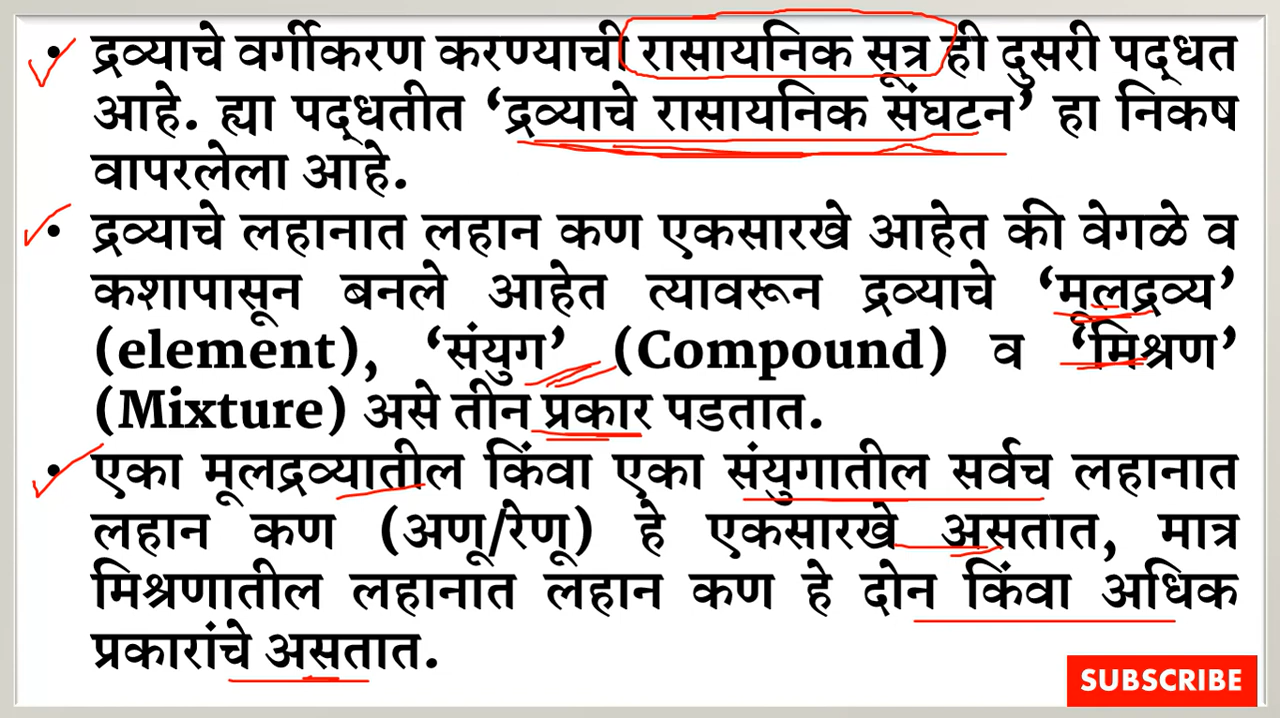 • द्रव्याचे वर्गीकरण करण्याची रासायनिक सूत्र ही दुसरी पद्धत
आहे. ह्या पद्धतीत ‘द्रव्याचे रासायनिक संघटन’ हा निकष
वापरलेला आहे.
• द्रव्याचे लहानात लहान कण एकसारखे आहेत की वेगळे व
कशापासून बनले आहेत त्यावरून द्रव्याचे ‘मूलद्रव्य’
(element), ‘संयुग’ (Compound) व ‘मिश्रण’
(Mixture) असे तीन प्रकार पडतात.
• एका मूलद्रव्यातील किंवा एका संयुगातील सर्वच लहानात
लहान कण (अणू/रेणू) हे एकसारखे असतात, मात्र
मिश्रणातील लहानात लहान कण हे दोन किंवा अधिक
प्रकारांचे असतात.
SUBSCRIBE